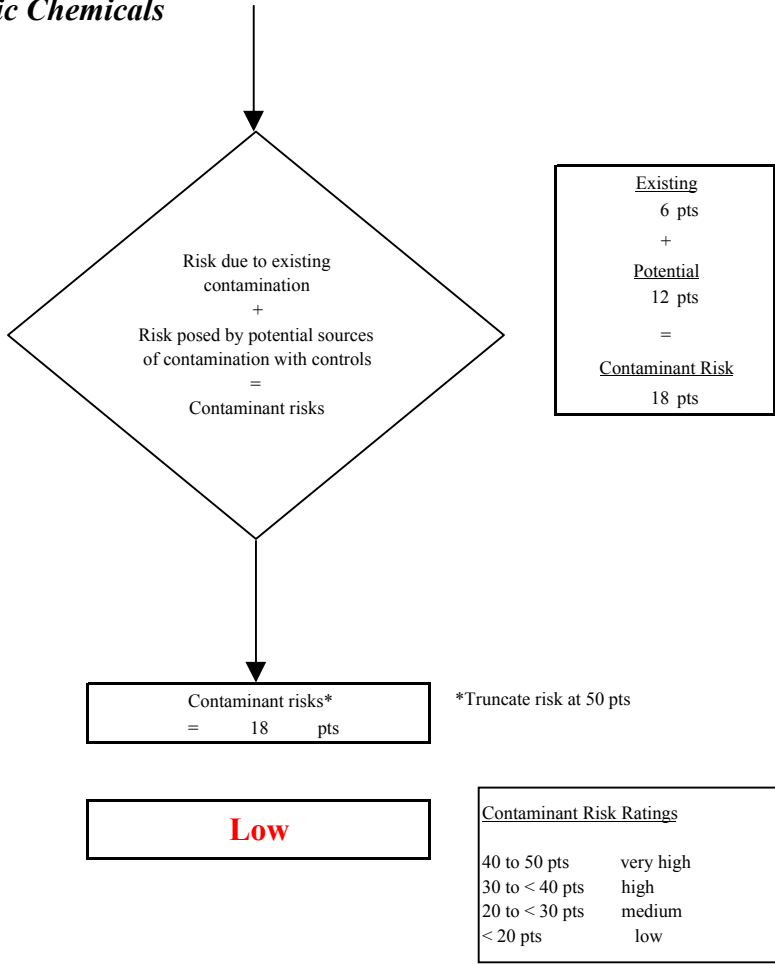 ic Chemicals
Risk due to existing
contamination
+
Risk posed by potential sources
of contamination with controls
=
Contaminant risks
Existing
6 pts
+
Potential
12 pts
=
Contaminant Risk
18 pts
Contaminant risks*
= 18 pts
*Truncate risk at 50 pts
Low
Contaminant Risk Ratings
40 to 50 pts very high
30 to < 40 pts high
20 to < 30 pts medium
< 20 pts low